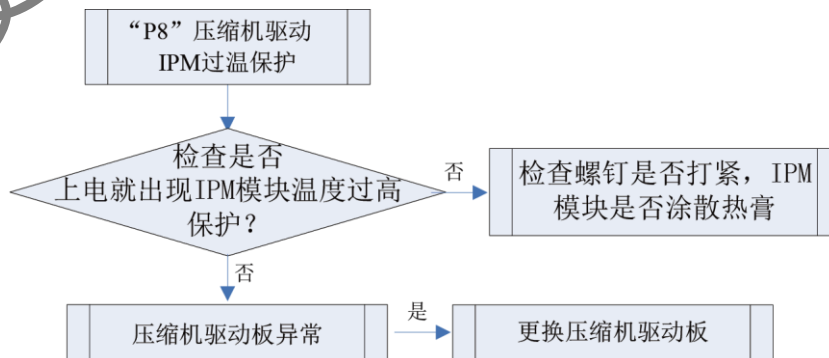 “P8”压缩机驱动
IPM过温保护
检查是否
上电就出现IPM模块温度过高
保护？
否
检查螺钉是否打紧，IPM
模块是否涂散热膏
否
压缩机驱动板异常
是
更换压缩机驱动板